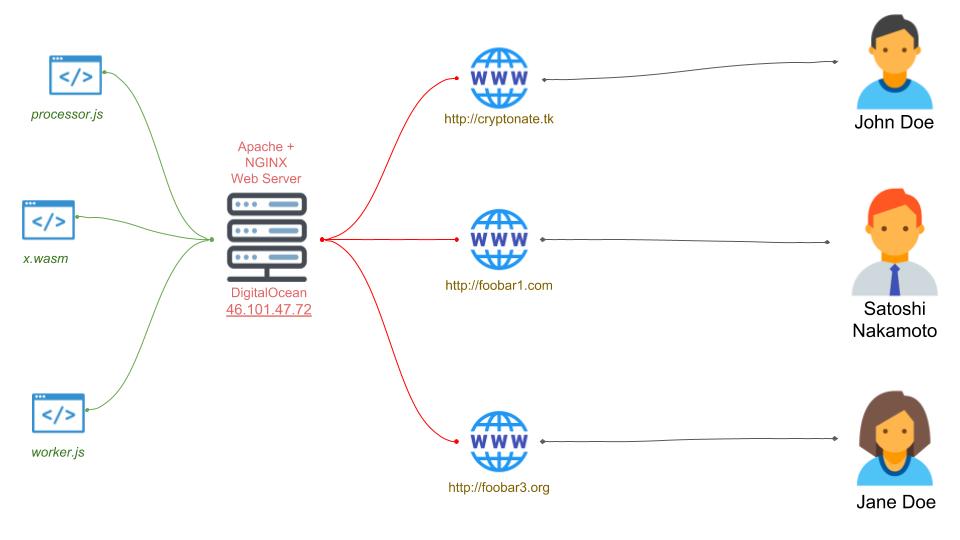 </>
processor.js
</>
x.wasm
</>
worker.js
Apache +
NGINX
Web Server
DigitalOcean
46.101.47.72
WWW
http://cryptonate.tk
WWW
http://foobar1.com
WWW
http://foobar3.org
John Doe
Satoshi
Nakamoto
Jane Doe